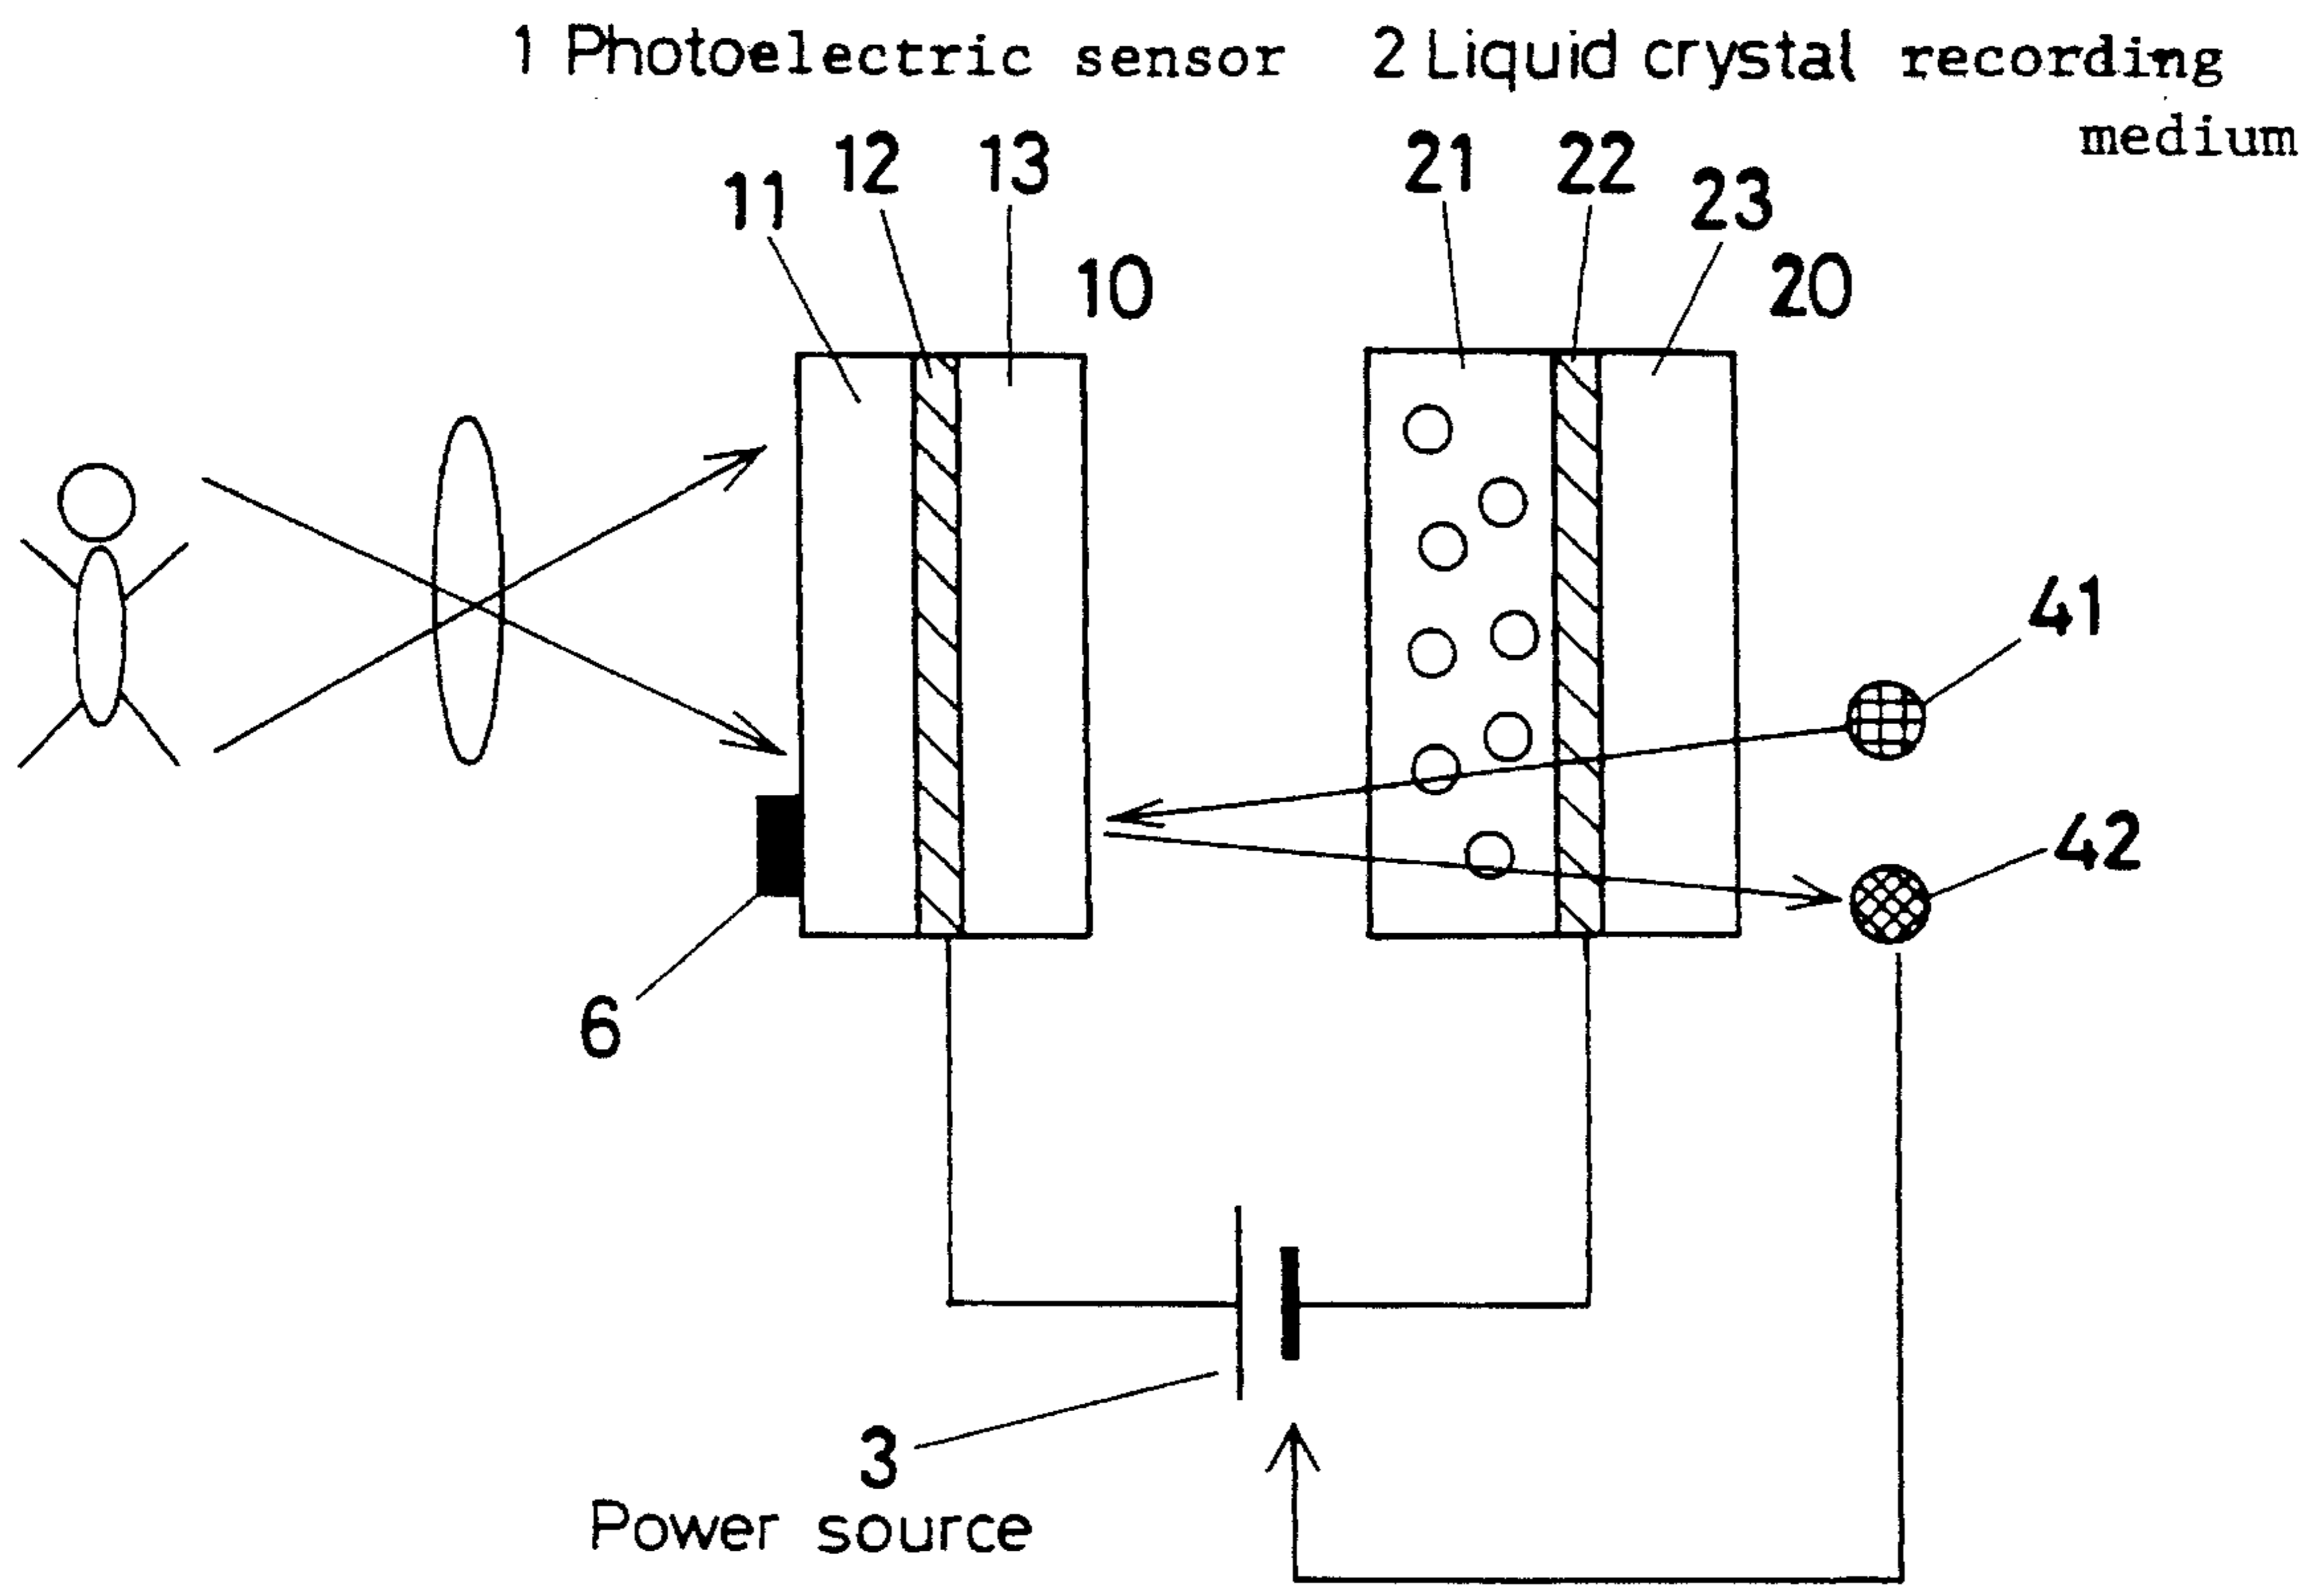 1 Photoelectric sensor 2 Liquid crystal recording
medium
12 13 21 22
11 23
10 20
41
42
6
3
Power source